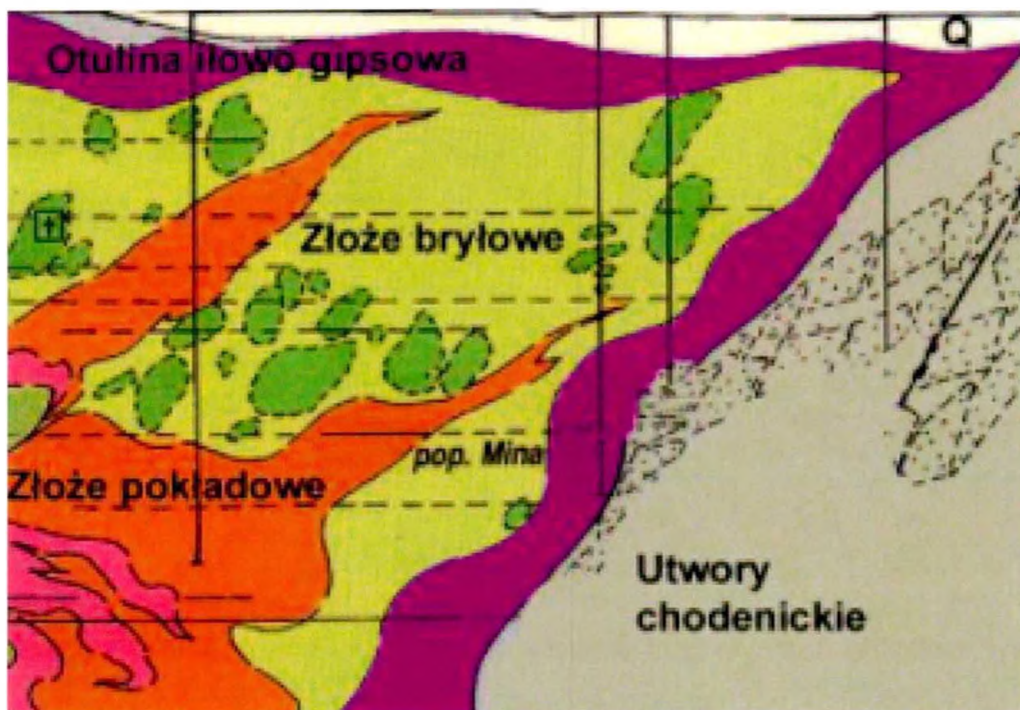 Q
Otulina iłowo gipsowa
Złoże bryłowe
pop. Mina
Złoże pokładowe
Utwory
chodenickie